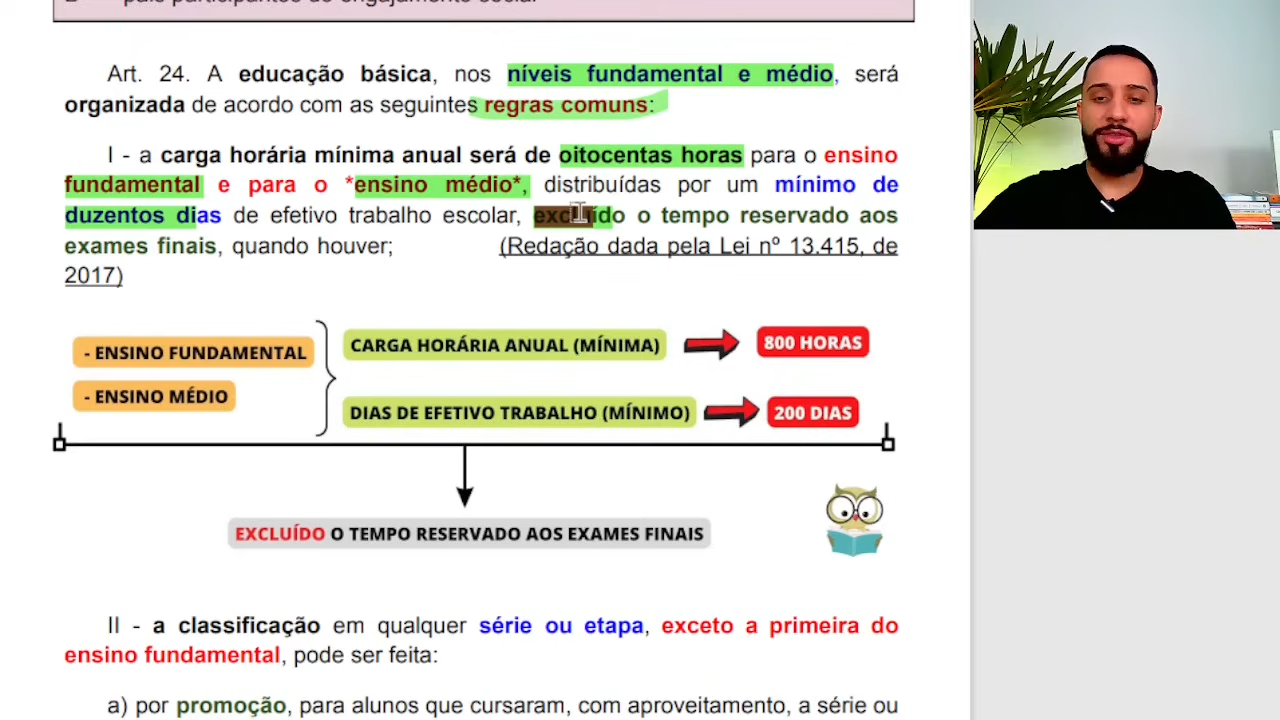 pais participantes do engajamento social
Art. 24. A educação básica, nos níveis fundamental e médio, será
organizada de acordo com as seguintes regras comuns:
I - a carga horária mínima anual será de oitocentas horas para o ensino
fundamental e para o *ensino médio*, distribuídas por um mínimo de
duzentos dias de efetivo trabalho escolar, excluído o tempo reservado aos
exames finais, quando houver; (Redação dada pela Lei nº 13.415, de
2017)
- ENSINO FUNDAMENTAL
CARGA HORÁRIA ANUAL (MÍNIMA)
800 HORAS
- ENSINO MÉDIO
DIAS DE EFETIVO TRABALHO (MÍNIMO)
200 DIAS
EXCLUÍDO O TEMPO RESERVADO AOS EXAMES FINAIS
II - a classificação em qualquer série ou etapa, exceto a primeira do
ensino fundamental, pode ser feita:
a) por promoção, para alunos que cursaram, com aproveitamento, a série ou